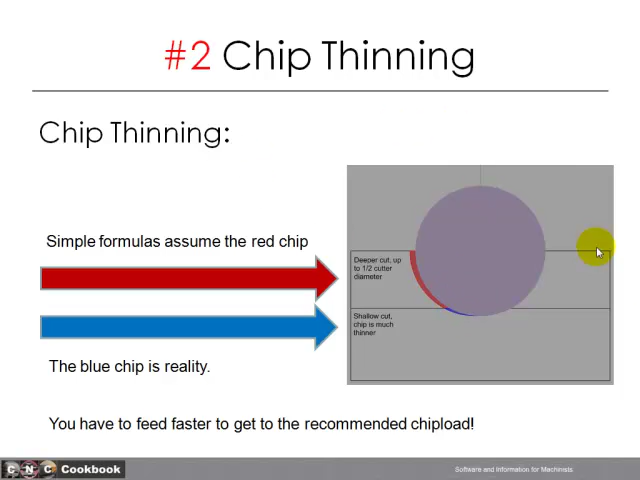 #2 Chip Thinning
Chip Thinning:
Simple formulas assume the red chip
Deeper cut, up
to 1/2 cutter
diameter
Shallow cut,
chip is much
thinner
The blue chip is reality.
You have to feed faster to get to the recommended chipload!
CNC Cookbook
Software and Information for Machinists